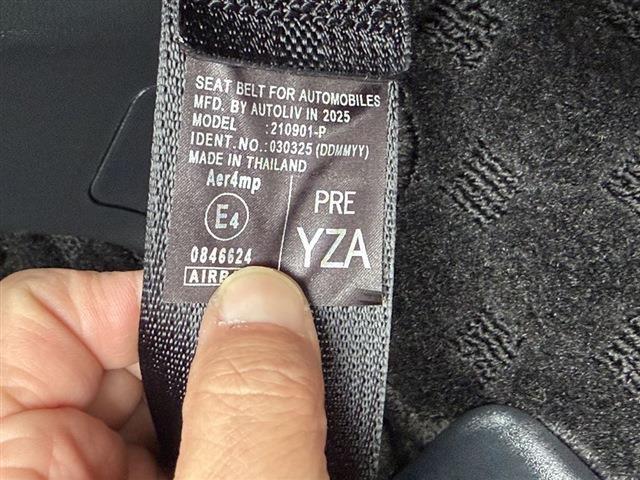 SEAT BELT FOR AUTOMOBILES
MFD. BY AUTOLIV IN 2025
MODEL :210901-P
IDENT.NO.:030325 (DDMMYY)
MADE IN THAILAND
Aer4mp
E4
0846624
PRE
YZA